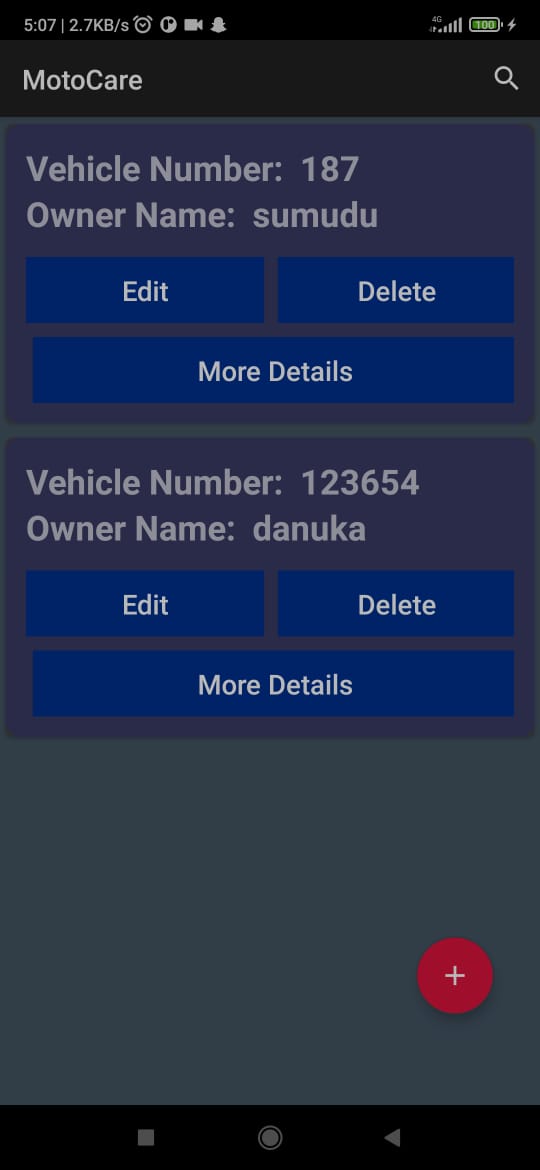 5:07 | 2.7KB/s
4G
100
MotoCare
Vehicle Number: 187
Owner Name: sumudu
Edit
Delete
More Details
Vehicle Number: 123654
Owner Name: danuka
Edit
Delete
More Details
+